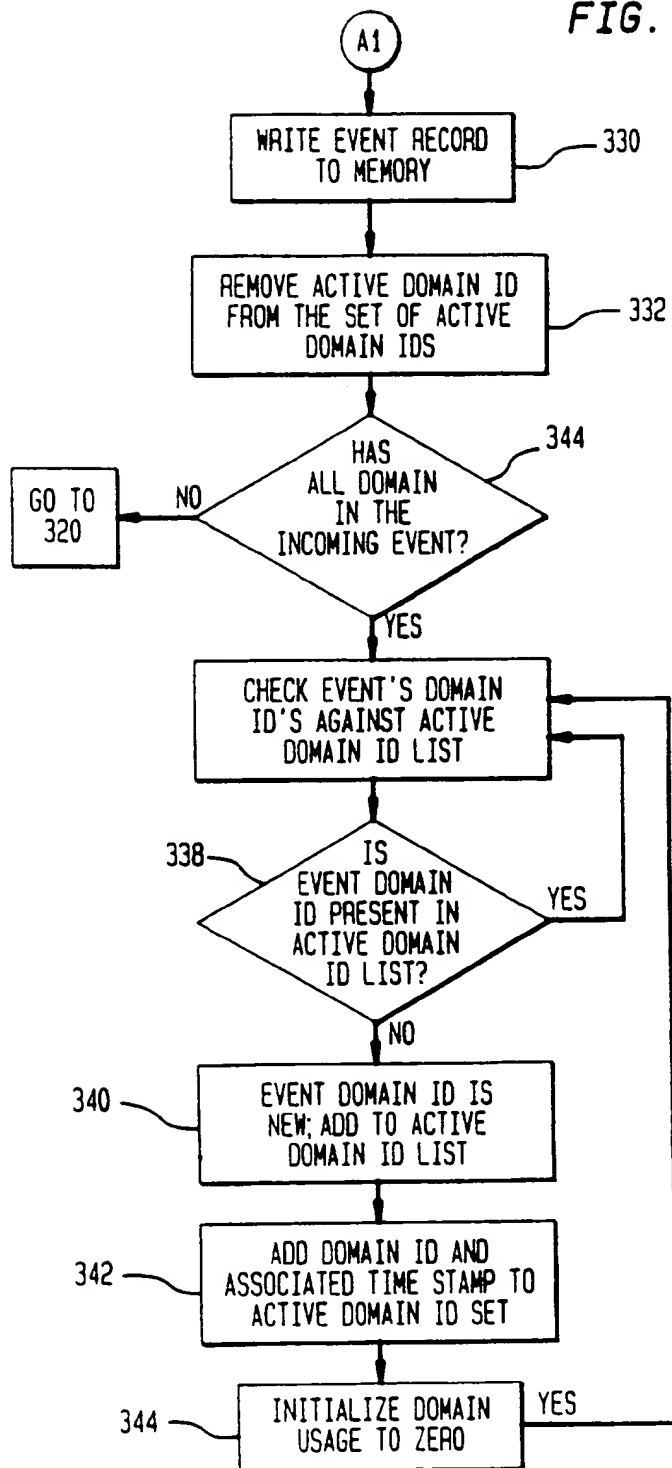 FIG.
A1
WRITE EVENT RECORD
TO MEMORY
330
REMOVE ACTIVE DOMAIN ID
FROM THE SET OF ACTIVE
DOMAIN IDS
332
HAS
ALL DOMAIN
IN THE
INCOMING EVENT?
344
NO
GO TO
320
YES
CHECK EVENT'S DOMAIN
ID'S AGAINST ACTIVE
DOMAIN ID LIST
338
IS
EVENT DOMAIN
ID PRESENT IN
ACTIVE DOMAIN
ID LIST?
YES
NO
340
EVENT DOMAIN ID IS
NEW; ADD TO ACTIVE
DOMAIN ID LIST
342
ADD DOMAIN ID AND
ASSOCIATED TIME STAMP TO
ACTIVE DOMAIN ID SET
344
INITIALIZE DOMAIN
USAGE TO ZERO
YES